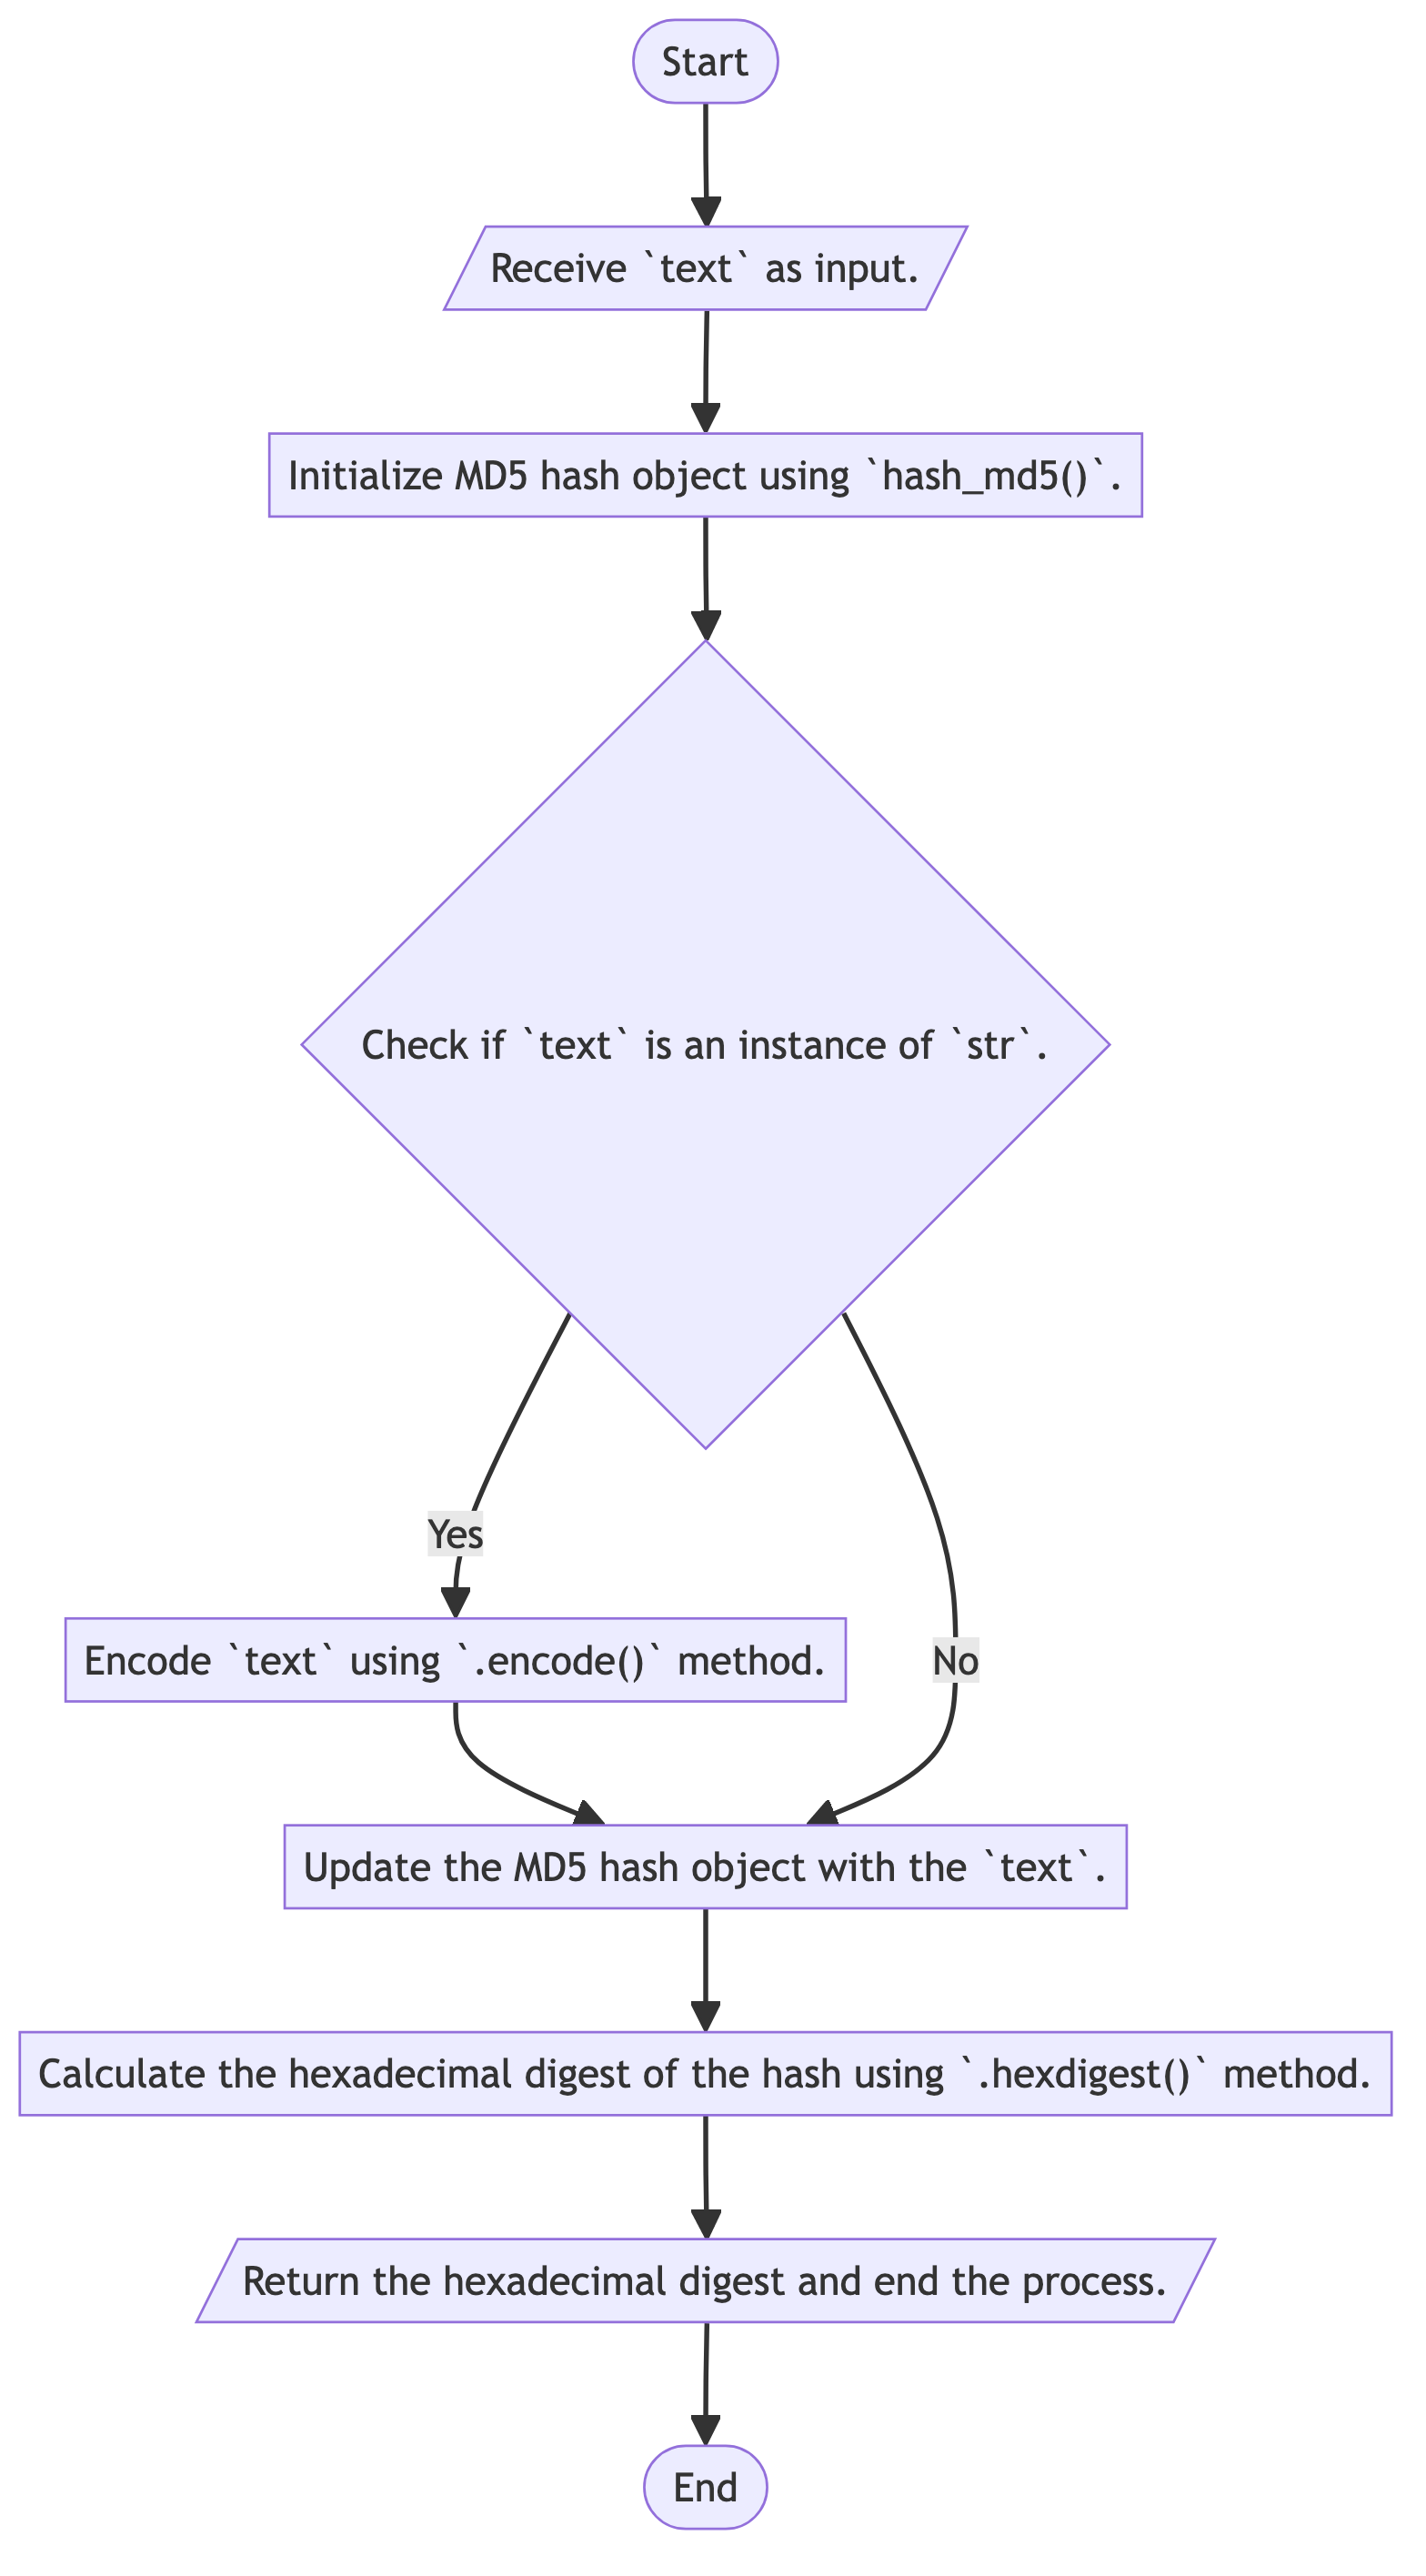 Start
Receive `text` as input.
Initialize MD5 hash object using `hash_md5()`.
Check if `text` is an instance of `str`.
Yes
Encode `text` using `.encode()` method.
No
Update the MD5 hash object with the `text`.
Calculate the hexadecimal digest of the hash using `.hexdigest()` method.
Return the hexadecimal digest and end the process.
End